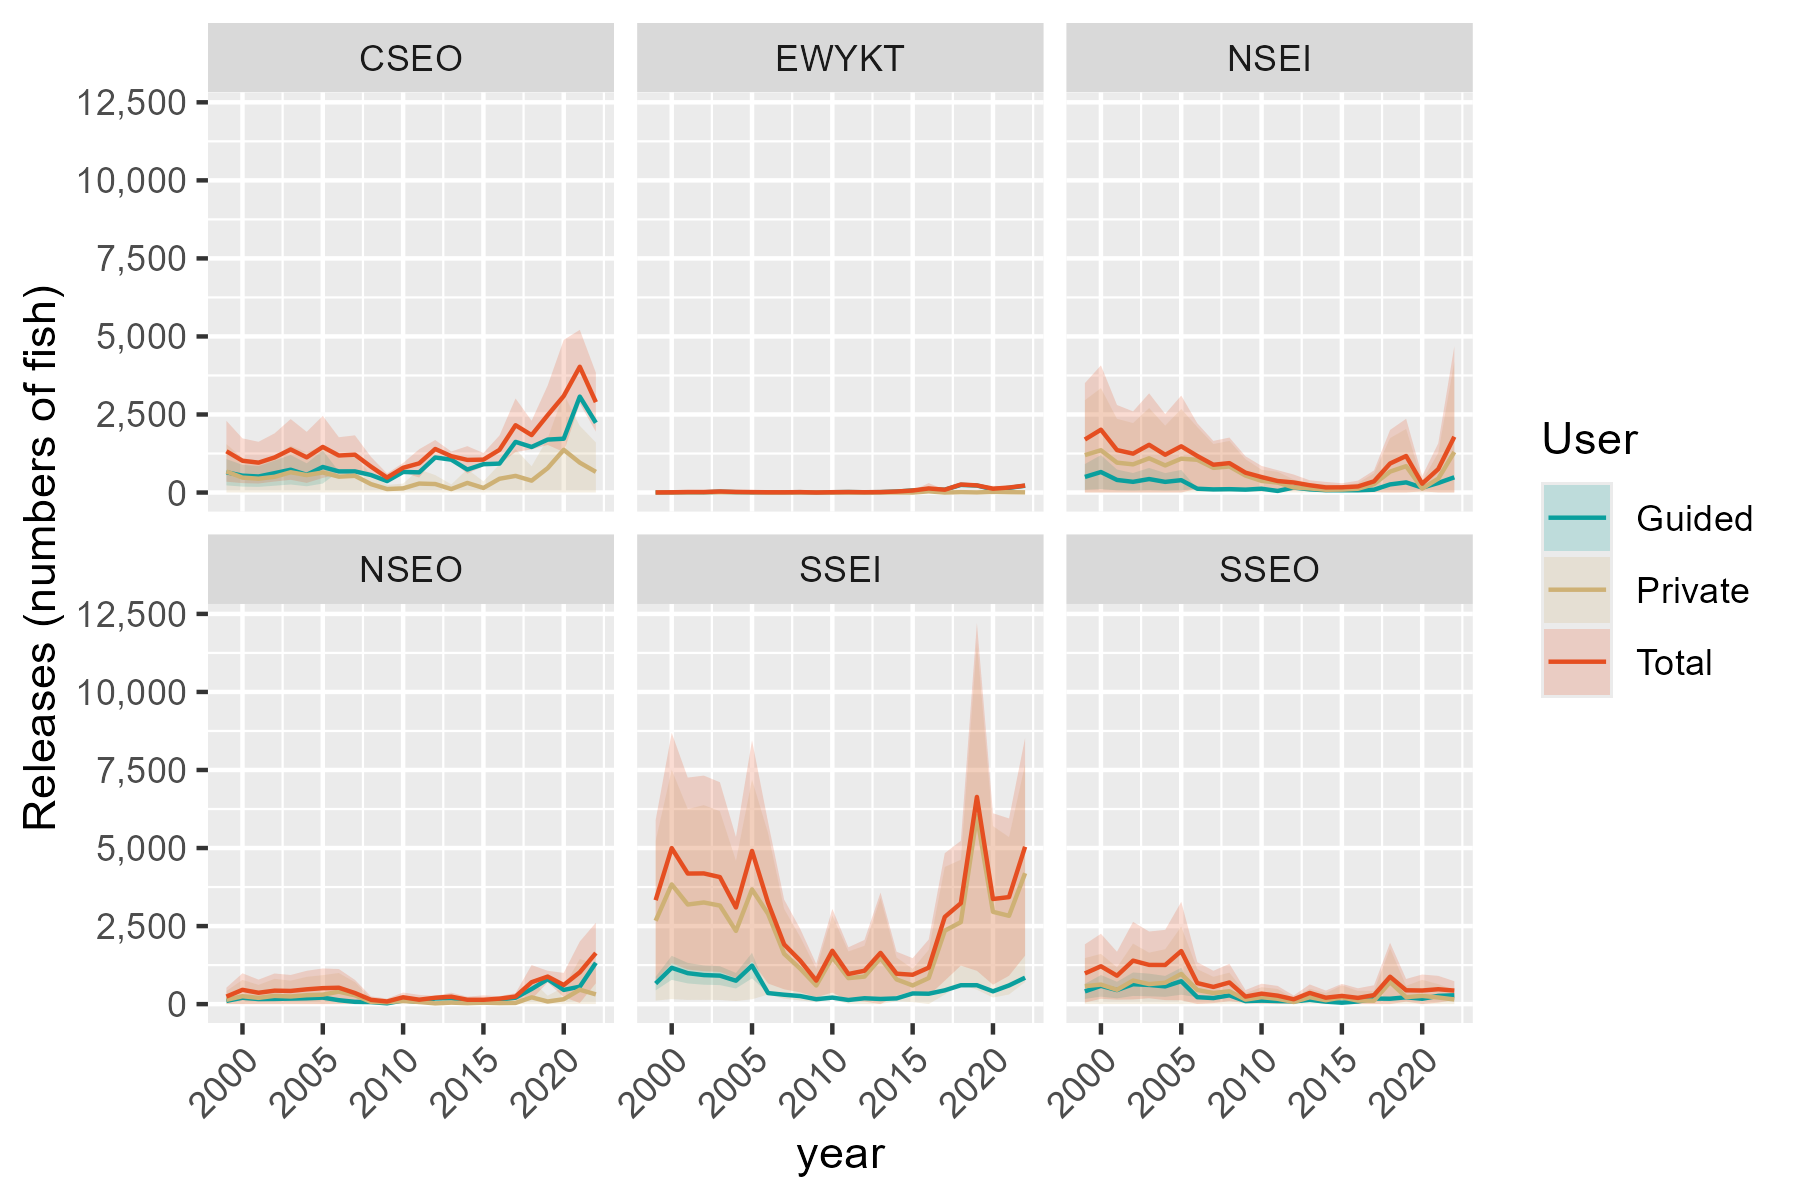 CSEO EWYKT NSEI
12,500
10,000
7,500
5,000
2,500
0
NSEO SSEI SSEO
12,500
10,000
7,500
5,000
2,500
0
2000 2005 2010 2015 2020 2000 2005 2010 2015 2020 2000 2005 2010 2015 2020
year
Releases (numbers of fish)
User
Guided
Private
Total